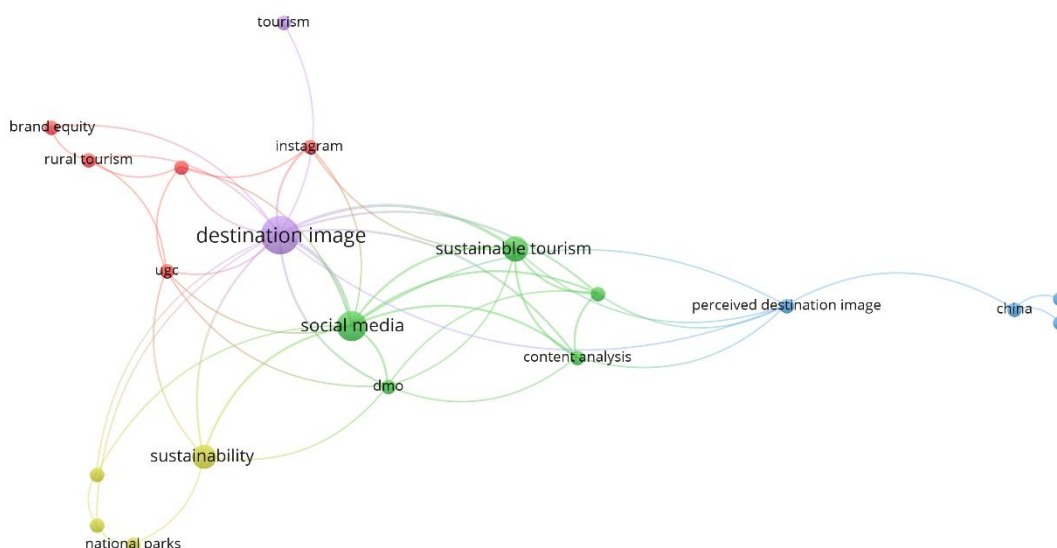 tourism
brand equity
instagram
rural tourism
destination image
sustainable tourism
ugc
perceived destination image
china
social media
content analysis
dmo
sustainability
national parks